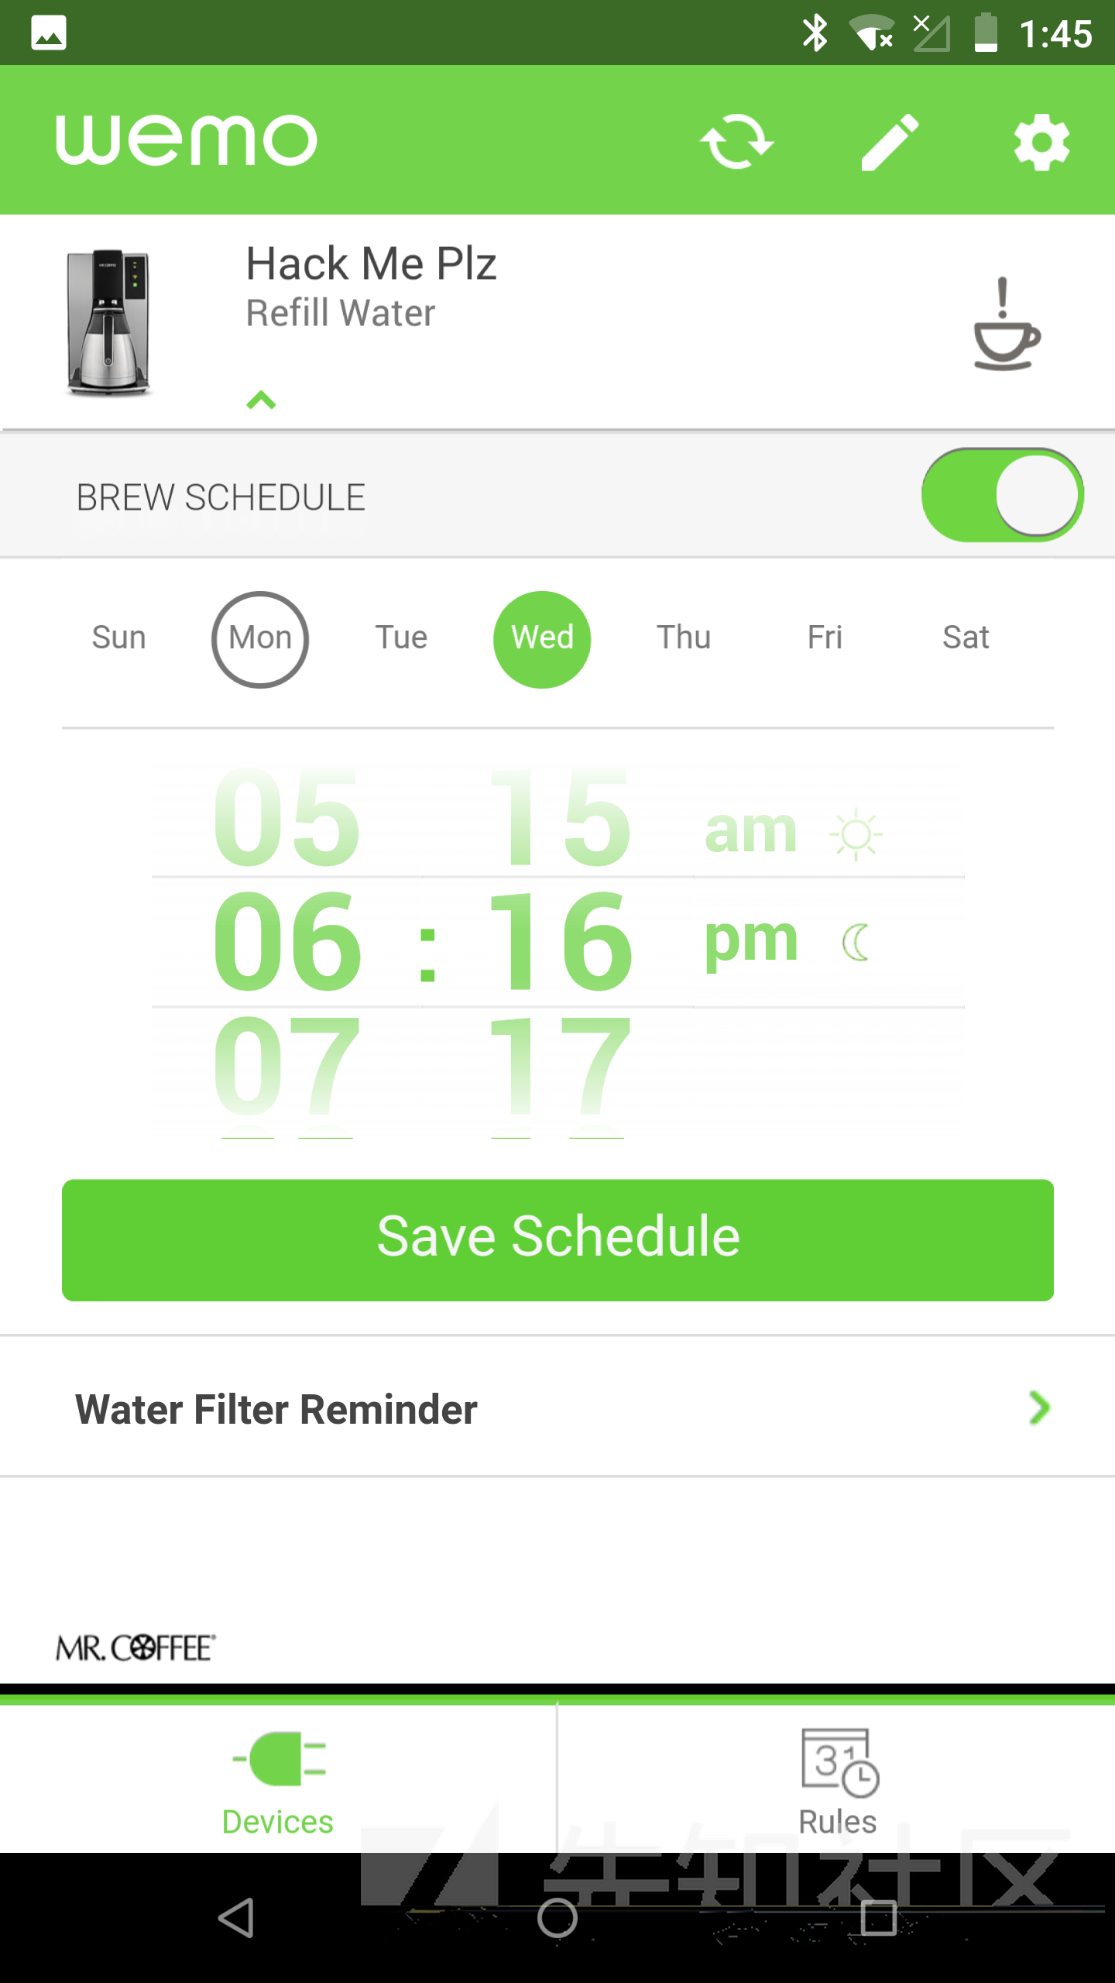 1:45
wemo
Hack Me Plz
Refill Water
BREW SCHEDULE
Sun Mon Tue Wed Thu Fri Sat
05 15 am
06 : 16 pm
07 17
Save Schedule
Water Filter Reminder
MR. COFFEE
Devices
31
Rules
先知社区